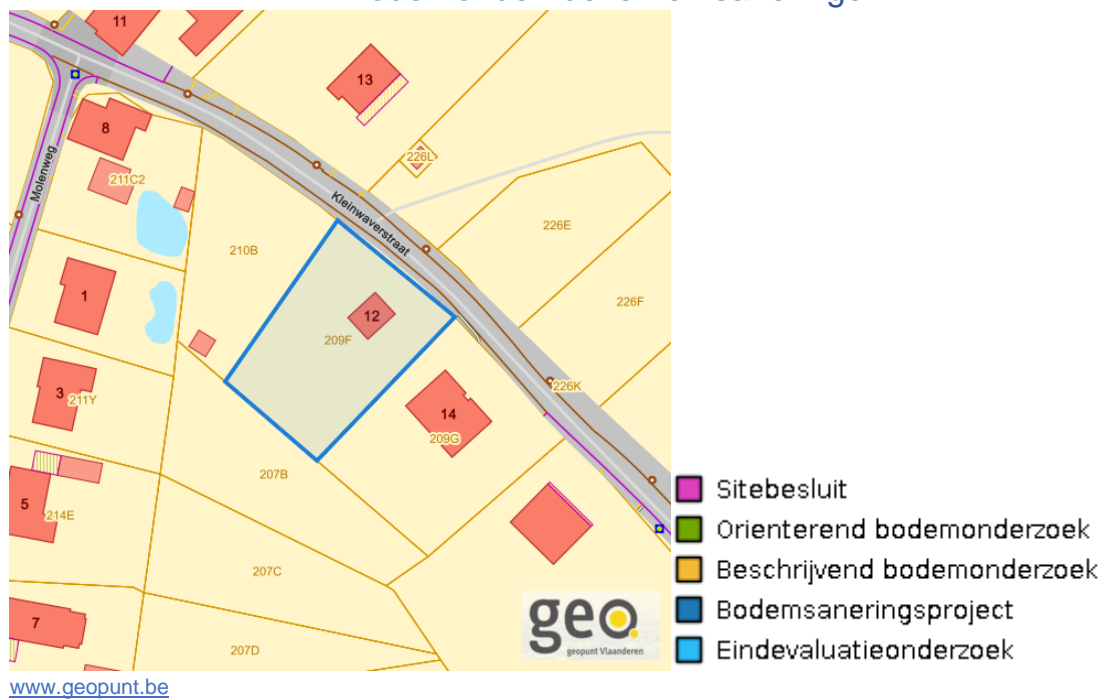 11
13
8
Molenweg
211C2
226L
Kleinwaverstraat
226E
210B
1
12
209F
226F
3
211Y
226K
14
209G
207B
5
214E
207C
7
207D
geo.
geopunt Vlaanderen
Sitebesluit
Orienterend bodemonderzoek
Beschrijvend bodemonderzoek
Bodemsaneringsproject
Eindevaluatieonderzoek
www.geopunt.be